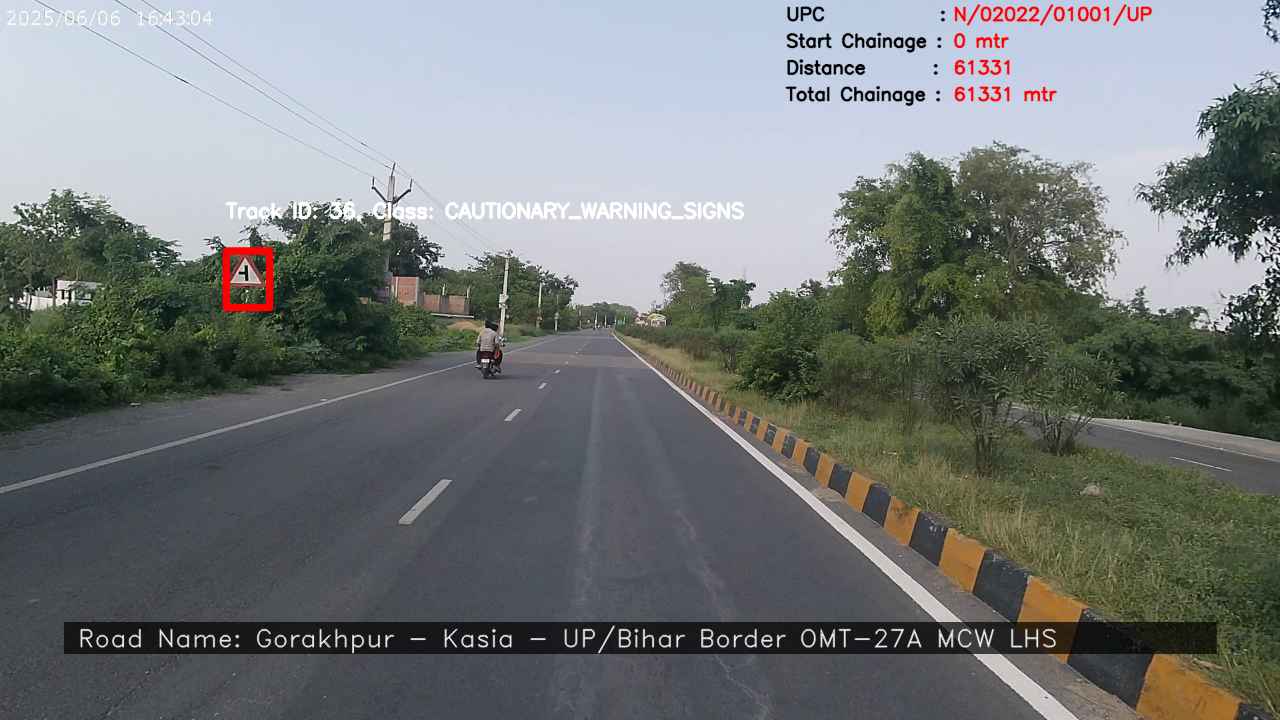 2025/06/06 16:43:04
UPC : N/02022/01001/UP
Start Chainage : 0 mtr
Distance : 61331
Total Chainage : 61331 mtr
Track ID: 36, Class: CAUTIONARY_WARNING_SIGNS
Road Name: Gorakhpur - Kasia - UP/Bihar Border OMT-27A MCW LHS